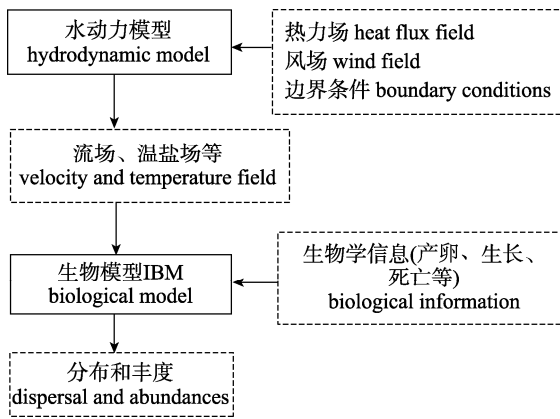 水动力模型
hydrodynamic model
热力场 heat flux field
风场 wind field
边界条件 boundary conditions
流场、温盐场等
velocity and temperature field
生物模型IBM
biological model
生物学信息(产卵、生长、
死亡等)
biological information
分布和丰度
dispersal and abundances